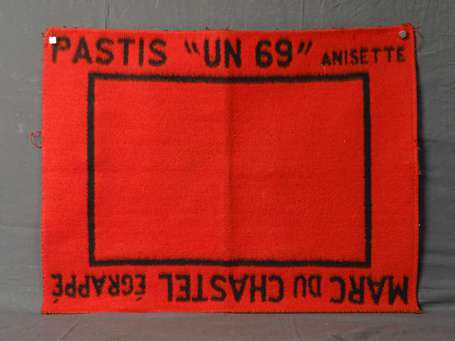 PASTIS "UN 69" ANISETTE
MARC DU CHASTEL ÉGRAPPÉ